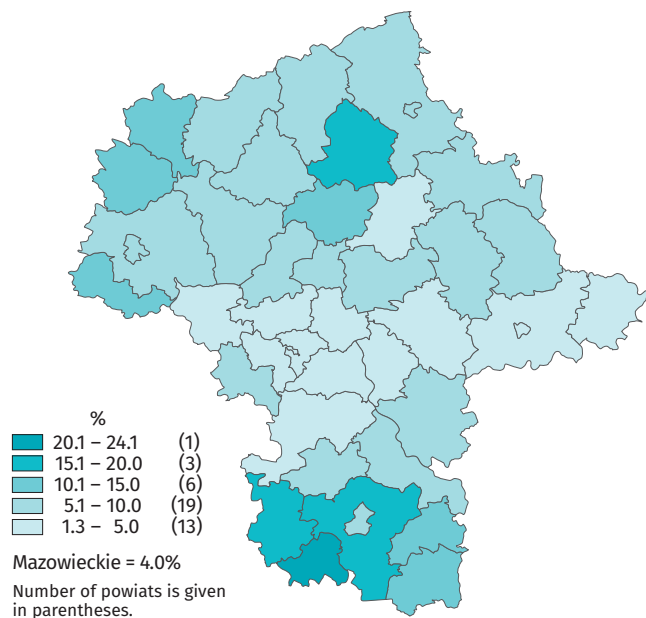 %
20.1 – 24.1 (1)
15.1 – 20.0 (3)
10.1 – 15.0 (6)
5.1 – 10.0 (19)
1.3 – 5.0 (13)
Mazowieckie = 4.0%
Number of powiats is given
in parentheses.